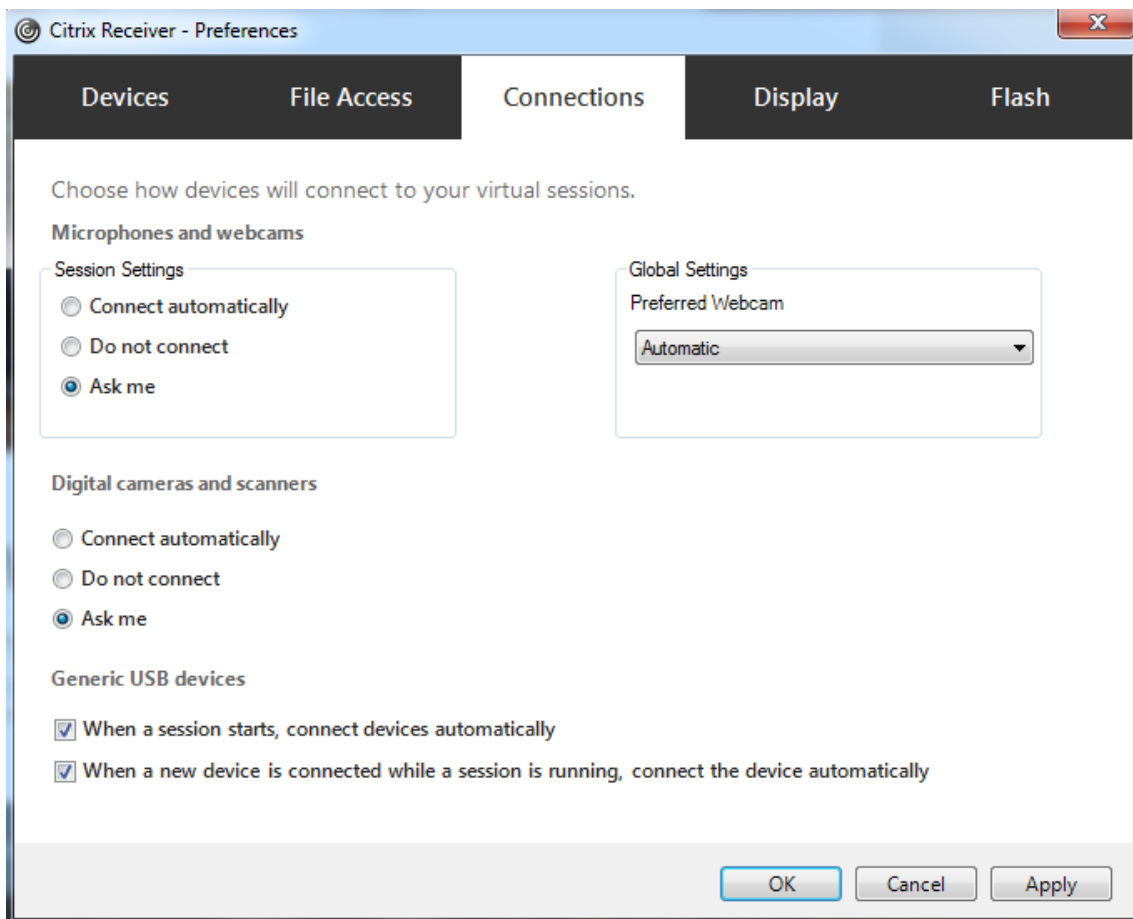 Citrix Receiver - Preferences
Devices File Access Connections Display Flash
Choose how devices will connect to your virtual sessions.
Microphones and webcams
Session Settings
Connect automatically
Do not connect
Ask me
Global Settings
Preferred Webcam
Automatic
Digital cameras and scanners
Connect automatically
Do not connect
Ask me
Generic USB devices
When a session starts, connect devices automatically
When a new device is connected while a session is running, connect the device automatically
OK Cancel Apply